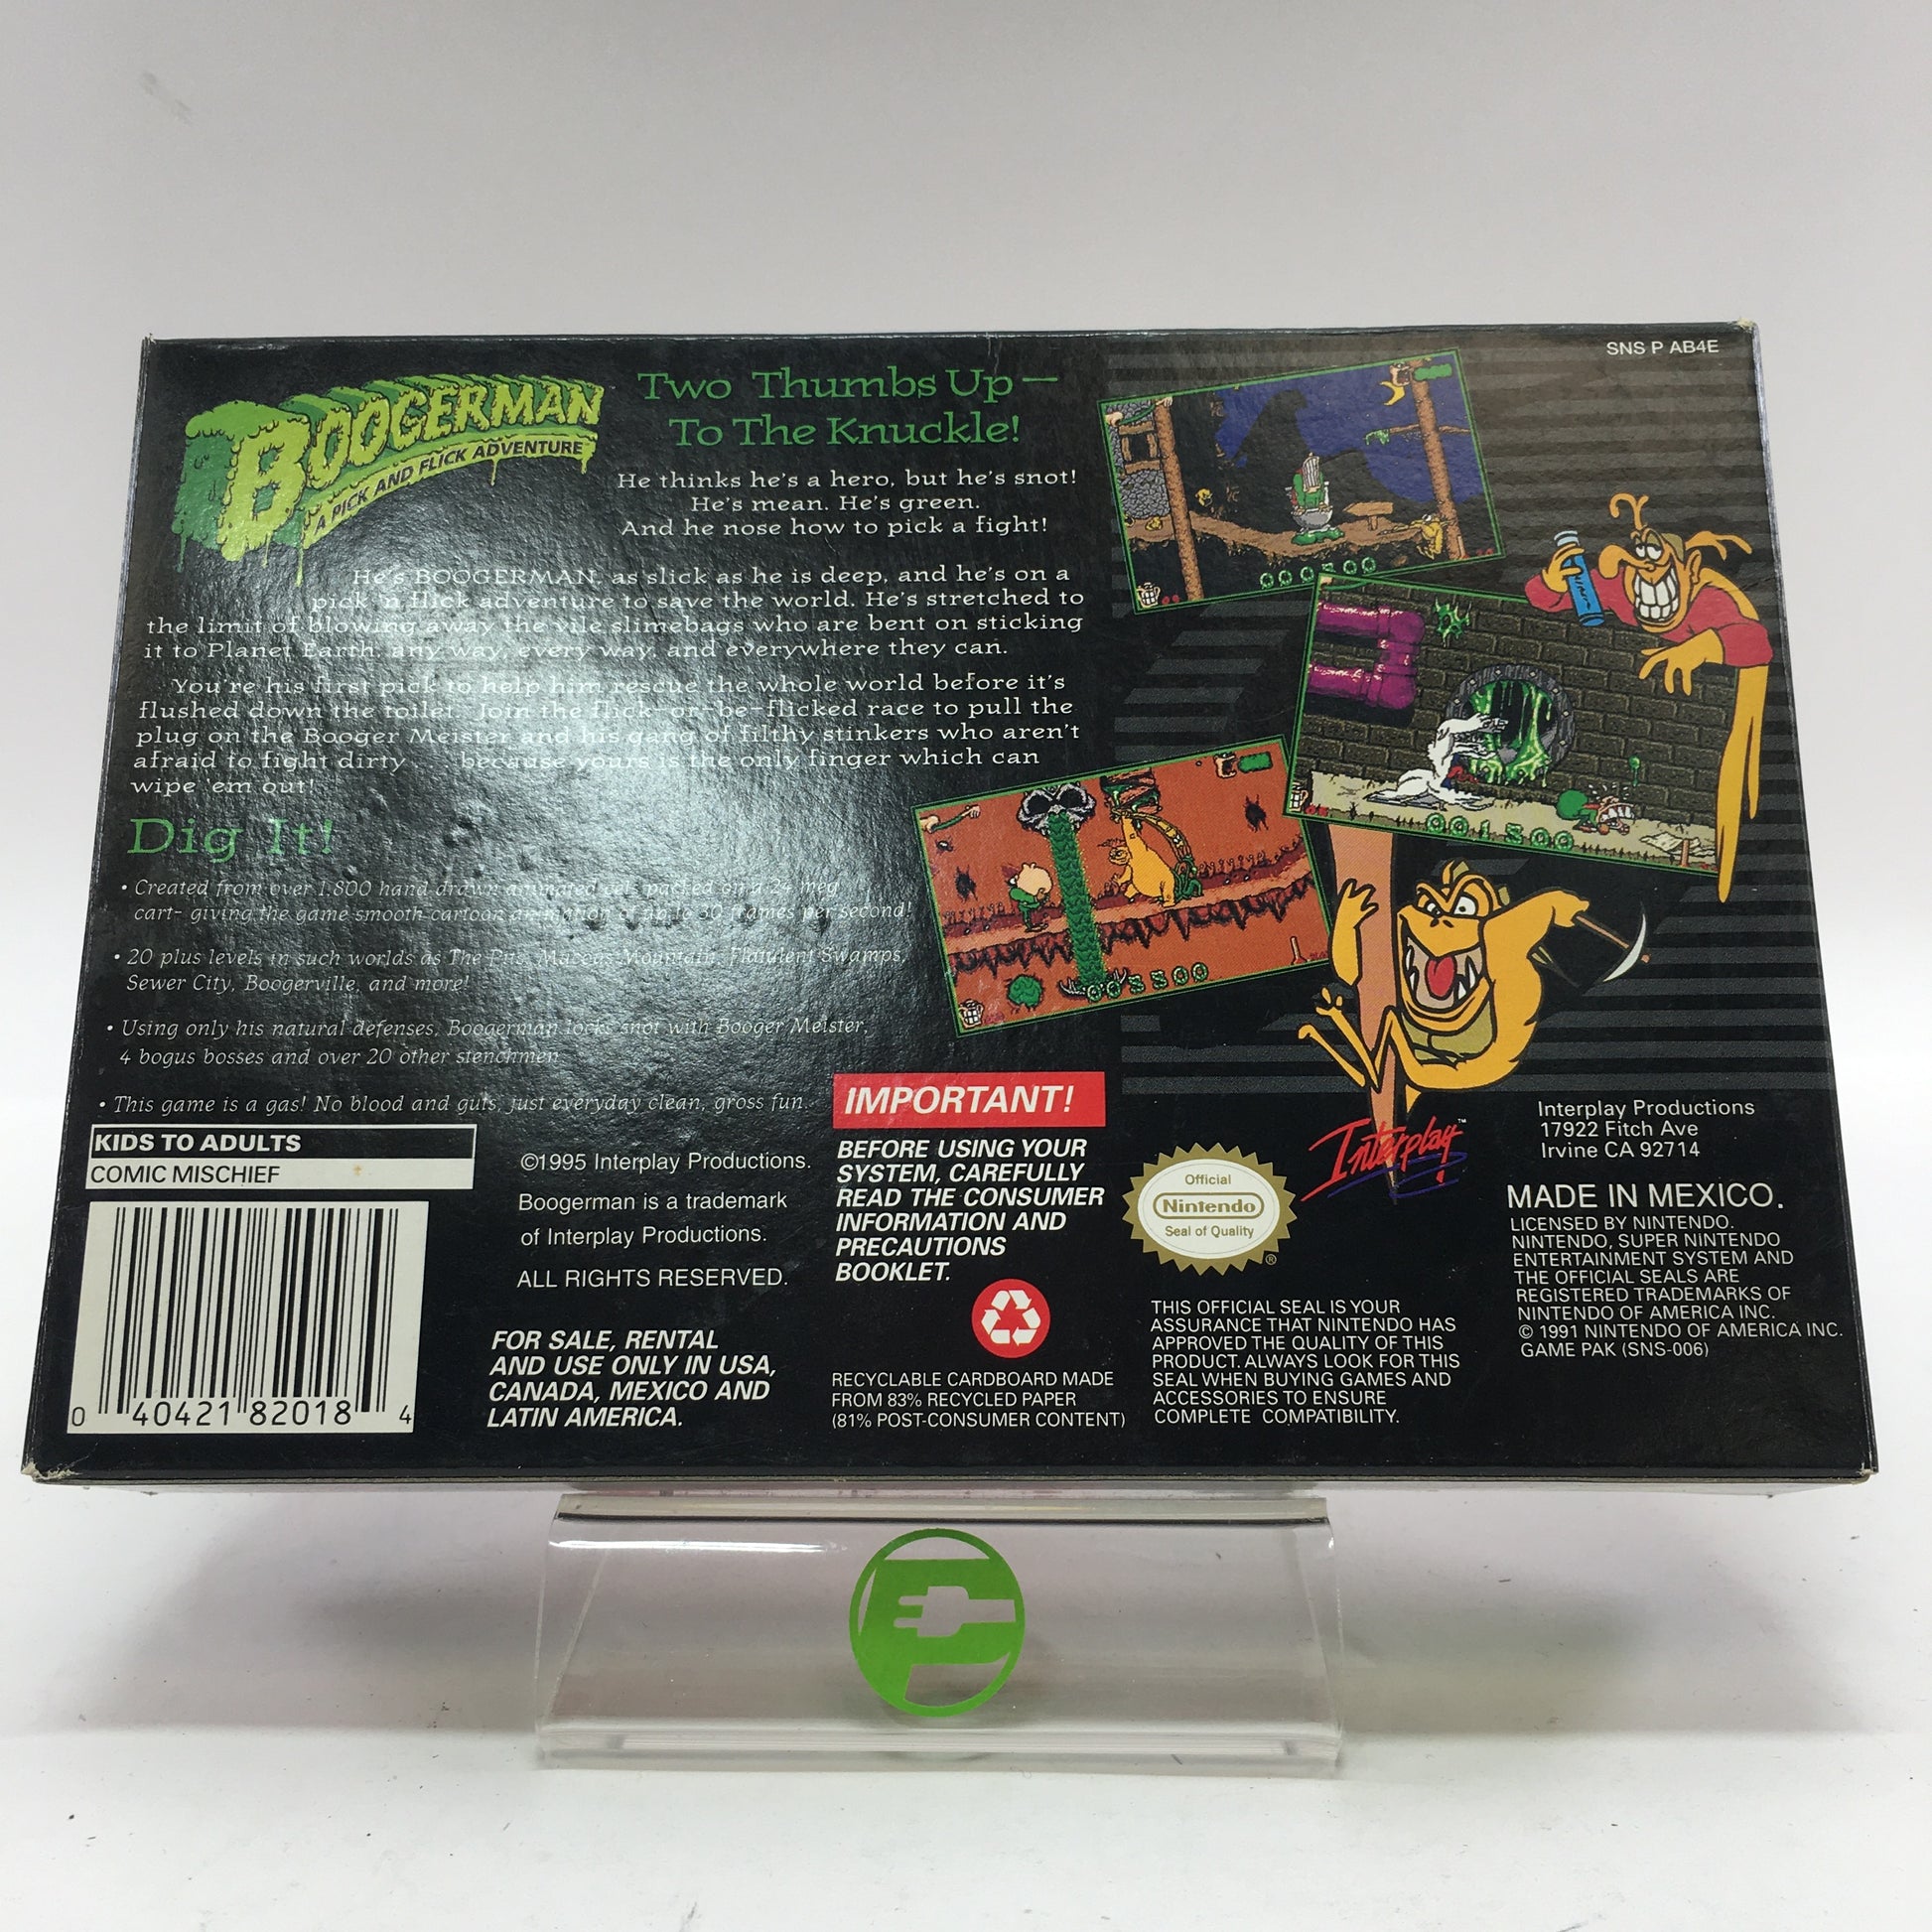 SNS P AB4E
BOOGERMAN
A PICK AND FLICK ADVENTURE
Two Thumbs Up—
To The Knuckle!
He thinks he's a hero, but he's snot!
He's mean. He's green.
And he nose how to pick a fight!
He's BOOGERMAN, as slick as he is deep, and he's on a
pick 'n flick adventure to save the world. He's stretched to
the limit of blowing away the vile slimebags who are bent on sticking
it to Planet Earth, any way, every way, and everywhere they can.
You're his first pick to help him rescue the whole world before it's
flushed down the toilet. Join the flick-or-be-flicked race to pull the
plug on the Booger Meister and his gang of filthy stinkers who aren't
afraid to fight dirty... because yours is the only finger which can
wipe 'em out!
Dig It!
• Created from over 1,800 hand drawn animated cels packed on a 24 meg
cart- giving the game smooth cartoon animation of up to 30 frames per second!
• 20 plus levels in such worlds as The Pits, Mucous Mountain, Flatulent Swamps,
Sewer City, Boogerville, and more!
• Using only his natural defenses, Boogerman locks snot with Booger Meister,
4 bogus bosses and over 20 other stenchmen
• This game is a gas! No blood and guts, just everyday clean, gross fun.
000500
001800
003500
KIDS TO ADULTS
COMIC MISCHIEF
0 40421 82018 4
©1995 Interplay Productions.
Boogerman is a trademark
of Interplay Productions.
ALL RIGHTS RESERVED.
FOR SALE, RENTAL
AND USE ONLY IN USA,
CANADA, MEXICO AND
LATIN AMERICA.
IMPORTANT!
BEFORE USING YOUR
SYSTEM, CAREFULLY
READ THE CONSUMER
INFORMATION AND
PRECAUTIONS
BOOKLET.
RECYCLABLE CARDBOARD MADE
FROM 83% RECYCLED PAPER
(81% POST-CONSUMER CONTENT)
Official
Nintendo
Seal of Quality
®
THIS OFFICIAL SEAL IS YOUR
ASSURANCE THAT NINTENDO HAS
APPROVED THE QUALITY OF THIS
PRODUCT. ALWAYS LOOK FOR THIS
SEAL WHEN BUYING GAMES AND
ACCESSORIES TO ENSURE
COMPLETE COMPATIBILITY.
Interplay™
Interplay Productions
17922 Fitch Ave
Irvine CA 92714
MADE IN MEXICO.
LICENSED BY NINTENDO.
NINTENDO, SUPER NINTENDO
ENTERTAINMENT SYSTEM AND
THE OFFICIAL SEALS ARE
REGISTERED TRADEMARKS OF
NINTENDO OF AMERICA INC.
© 1991 NINTENDO OF AMERICA INC.
GAME PAK (SNS-006)